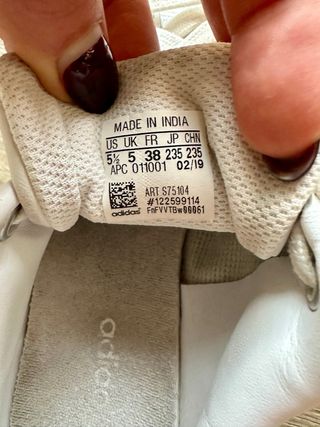 MADE IN INDIA
US UK FR JP CHN
5½ 5 38 235 235
APC 011001 02/19
ART S75104
#122599114
adidas FnFVVTBw00061
adidas